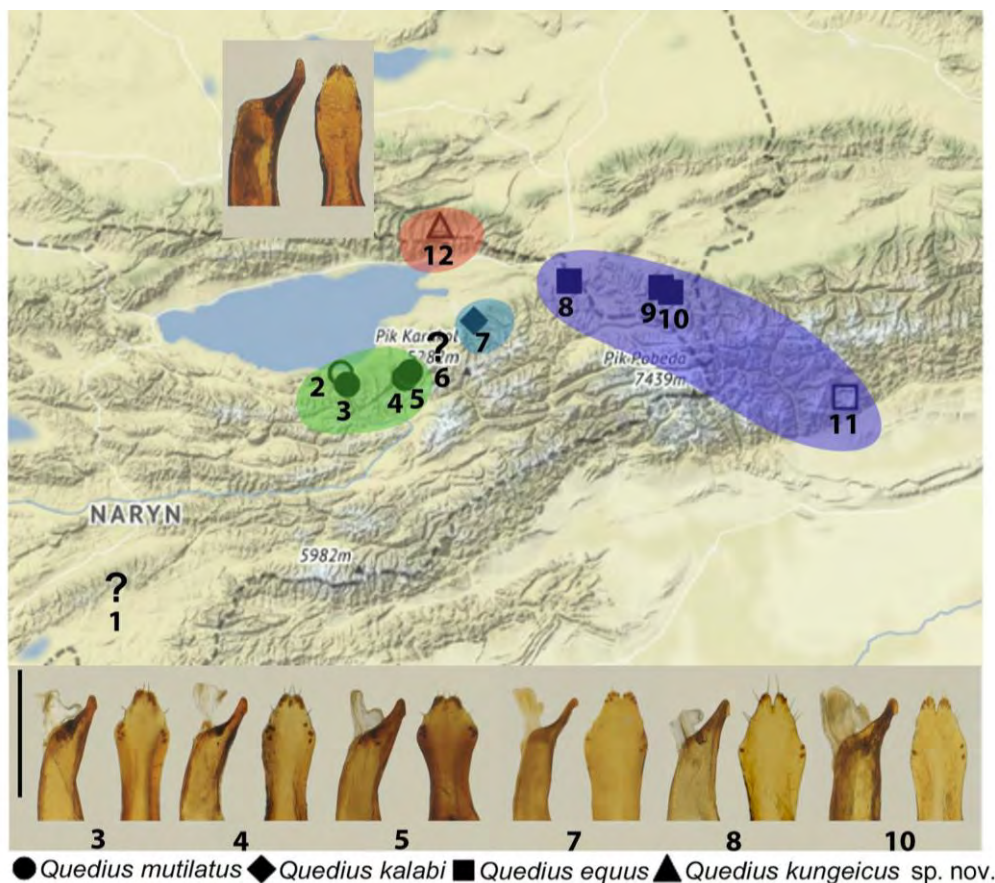 12
8
9 10
Pik Karakol
5282m
?
7
Pik Pobeda
7439m
2
3
4
5
6
11
NARYN
5982m
?
1
3 4 5 7 8 10
Quedius mutilatus Quedius kalabi Quedius equus Quedius kungeicus sp. nov.